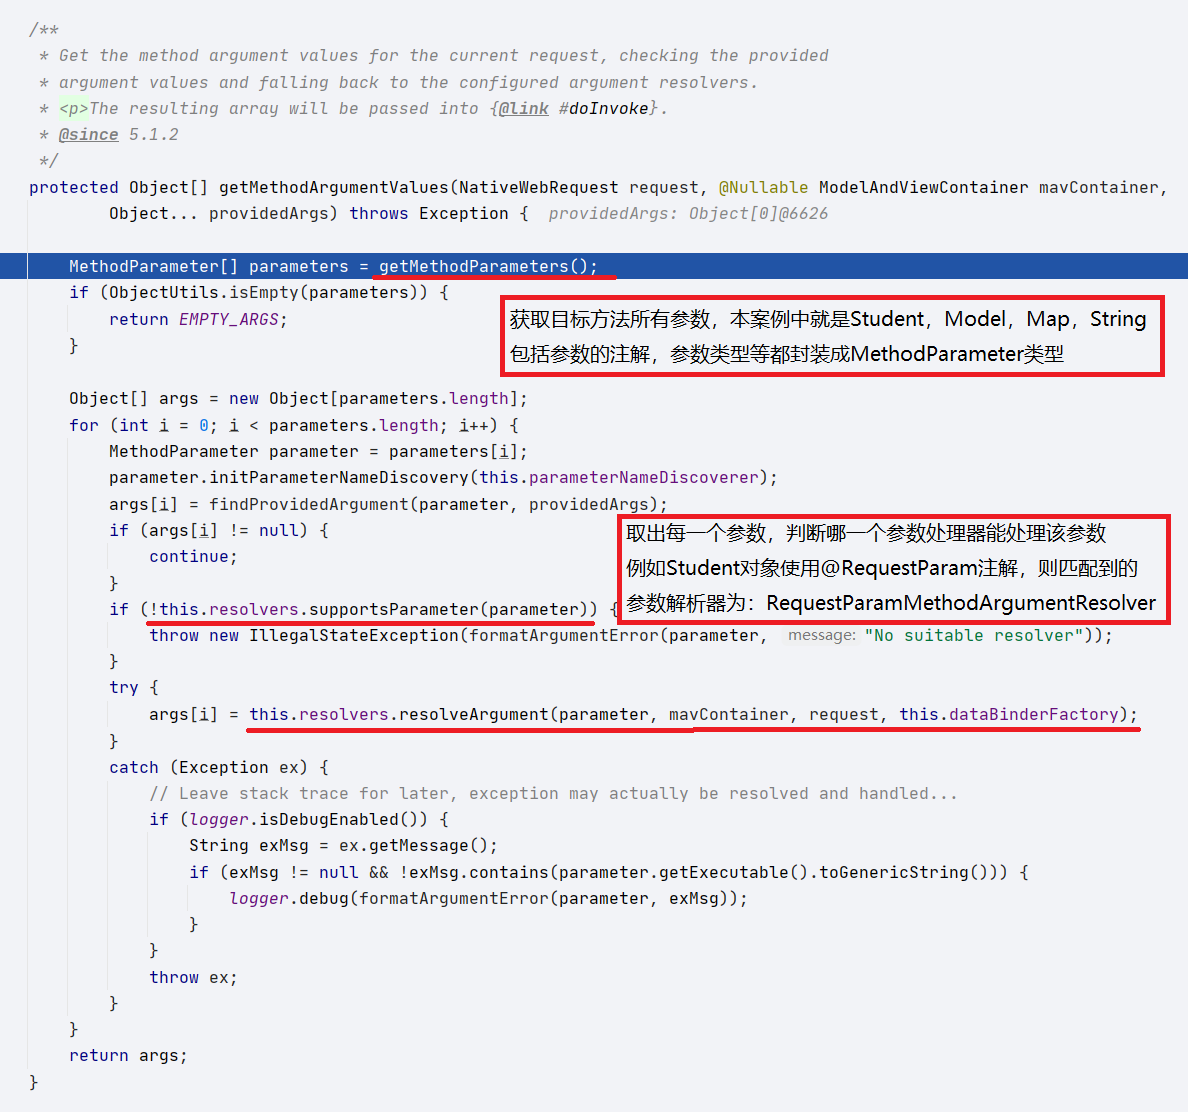 /**
 * Get the method argument values for the current request, checking the provided
 * argument values and falling back to the configured argument resolvers.
 * <p>The resulting array will be passed into {@link #doInvoke}.
 * @since 5.1.2
 */
protected Object[] getMethodArgumentValues(NativeWebRequest request, @Nullable ModelAndViewContainer mavContainer,
        Object... providedArgs) throws Exception {  providedArgs: Object[0]@6626
    MethodParameter[] parameters = getMethodParameters();
    if (ObjectUtils.isEmpty(parameters)) {
        return EMPTY_ARGS;
    }
获取目标方法所有参数，本案例中就是Student，Model，Map，String
包括参数的注解，参数类型等都封装成MethodParameter类型
    Object[] args = new Object[parameters.length];
    for (int i = 0; i < parameters.length; i++) {
        MethodParameter parameter = parameters[i];
        parameter.initParameterNameDiscovery(this.parameterNameDiscoverer);
        args[i] = findProvidedArgument(parameter, providedArgs);
        if (args[i] != null) {
            continue;
        }
取出每一个参数，判断哪一个参数处理器能处理该参数
例如Student对象使用@RequestParam注解，则匹配到的
参数解析器为：RequestParamMethodArgumentResolver
        if (!this.resolvers.supportsParameter(parameter)) {
            throw new IllegalStateException(formatArgumentError(parameter,  message: "No suitable resolver"));
        }
        try {
            args[i] = this.resolvers.resolveArgument(parameter, mavContainer, request, this.dataBinderFactory);
        }
        catch (Exception ex) {
            // Leave stack trace for later, exception may actually be resolved and handled...
            if (logger.isDebugEnabled()) {
                String exMsg = ex.getMessage();
                if (exMsg != null && !exMsg.contains(parameter.getExecutable().toGenericString())) {
                    logger.debug(formatArgumentError(parameter, exMsg));
                }
            }
            throw ex;
        }
    }
    return args;
}